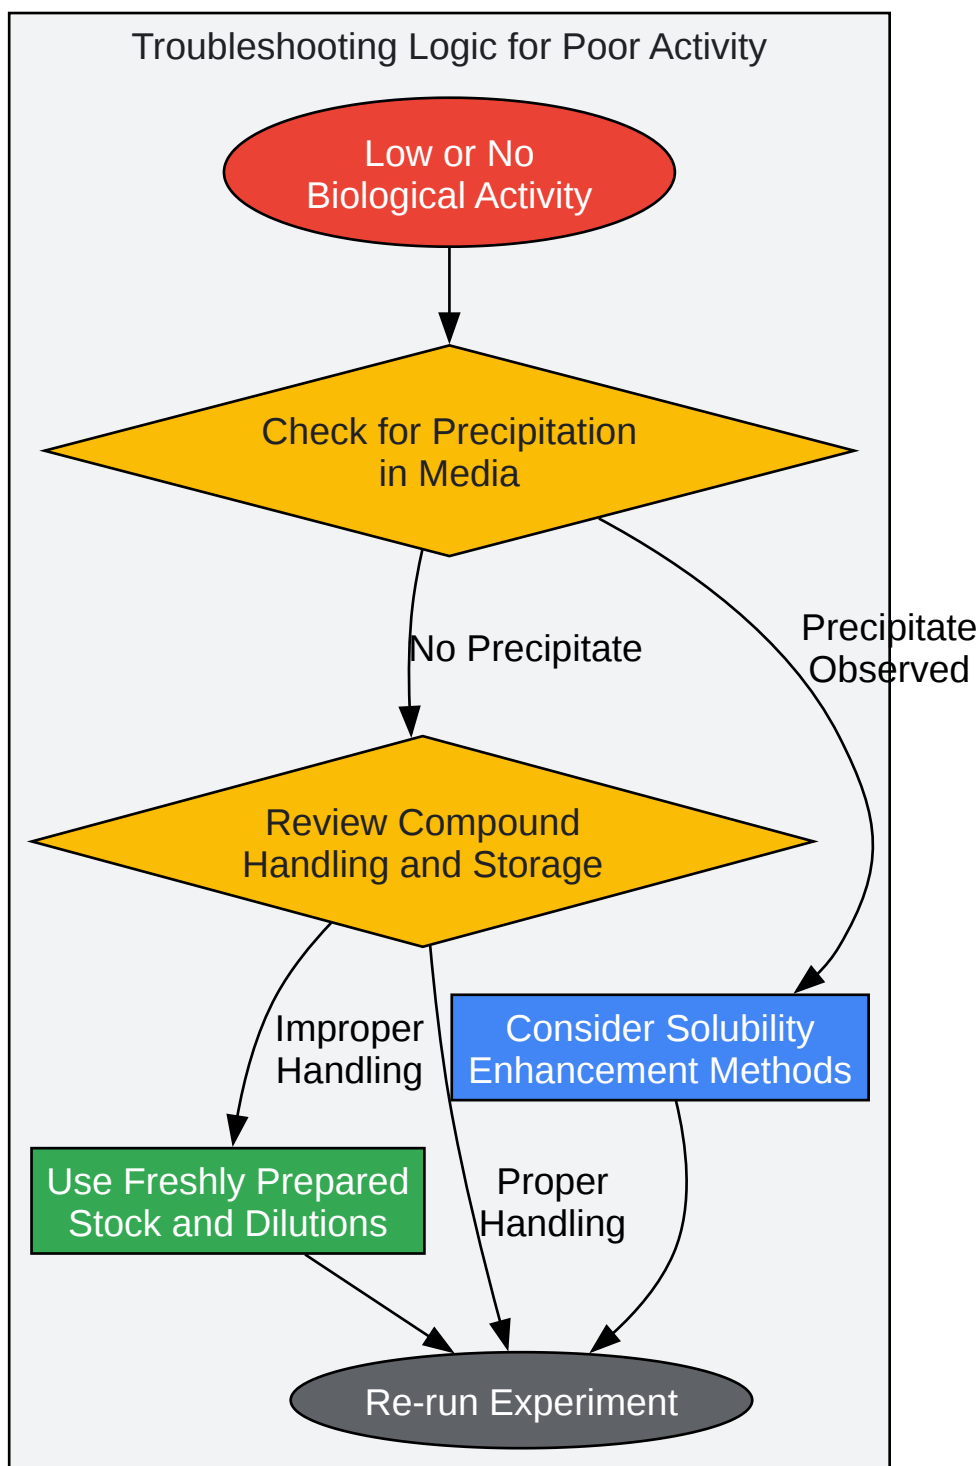 Troubleshooting Logic for Poor Activity
Low or No
Biological Activity
Check for Precipitation
in Media
No Precipitate
Precipitate
Observed
Review Compound
Handling and Storage
Improper
Handling
Consider Solubility
Enhancement Methods
Use Freshly Prepared
Stock and Dilutions
Proper
Handling
Re-run Experiment